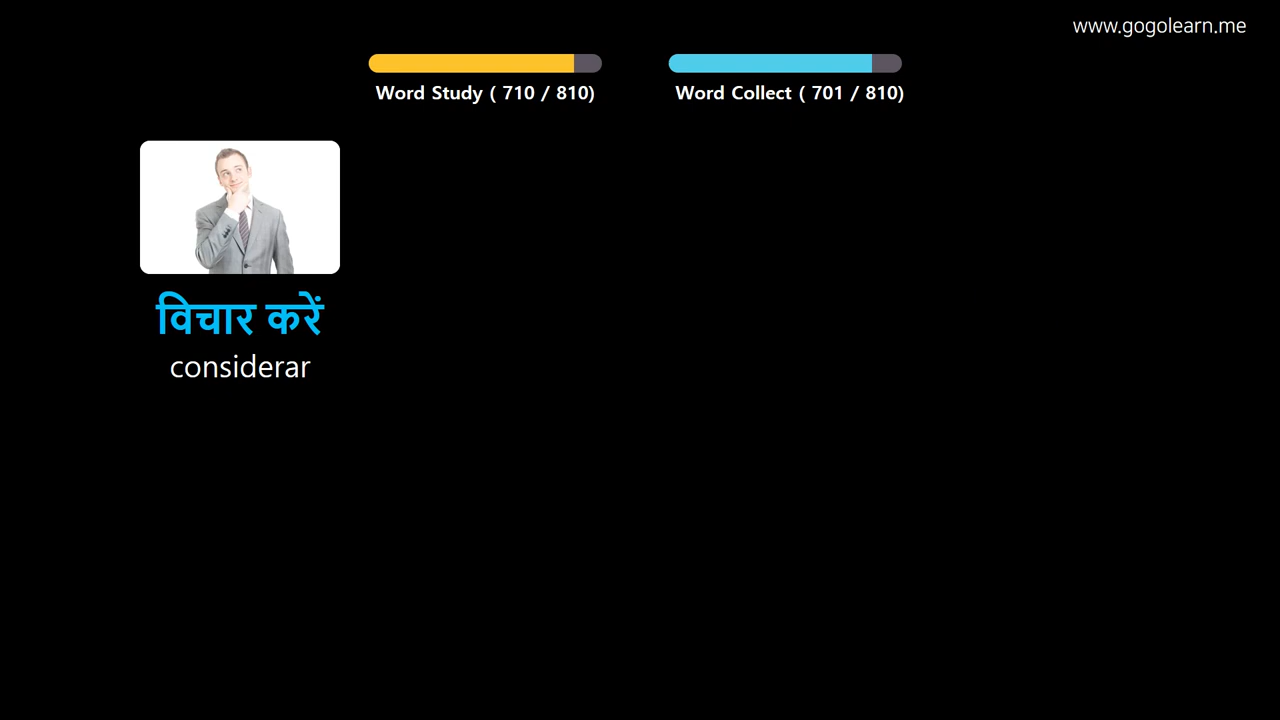 www.gogolearn.me
Word Study ( 710 / 810)
Word Collect ( 701 / 810)
विचार करें
considerar